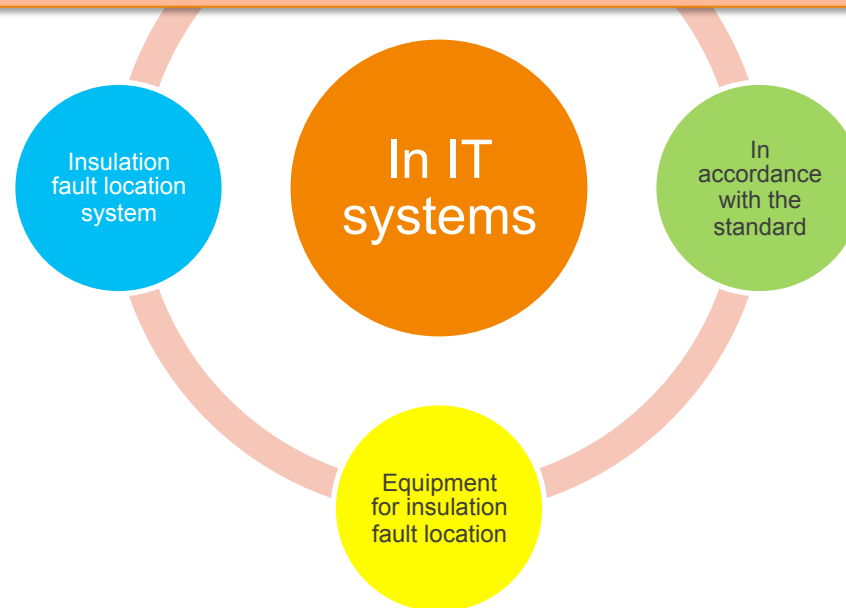 In IT
systems
Insulation
fault location
system
In
accordance
with the
standard
Equipment
for insulation
fault location